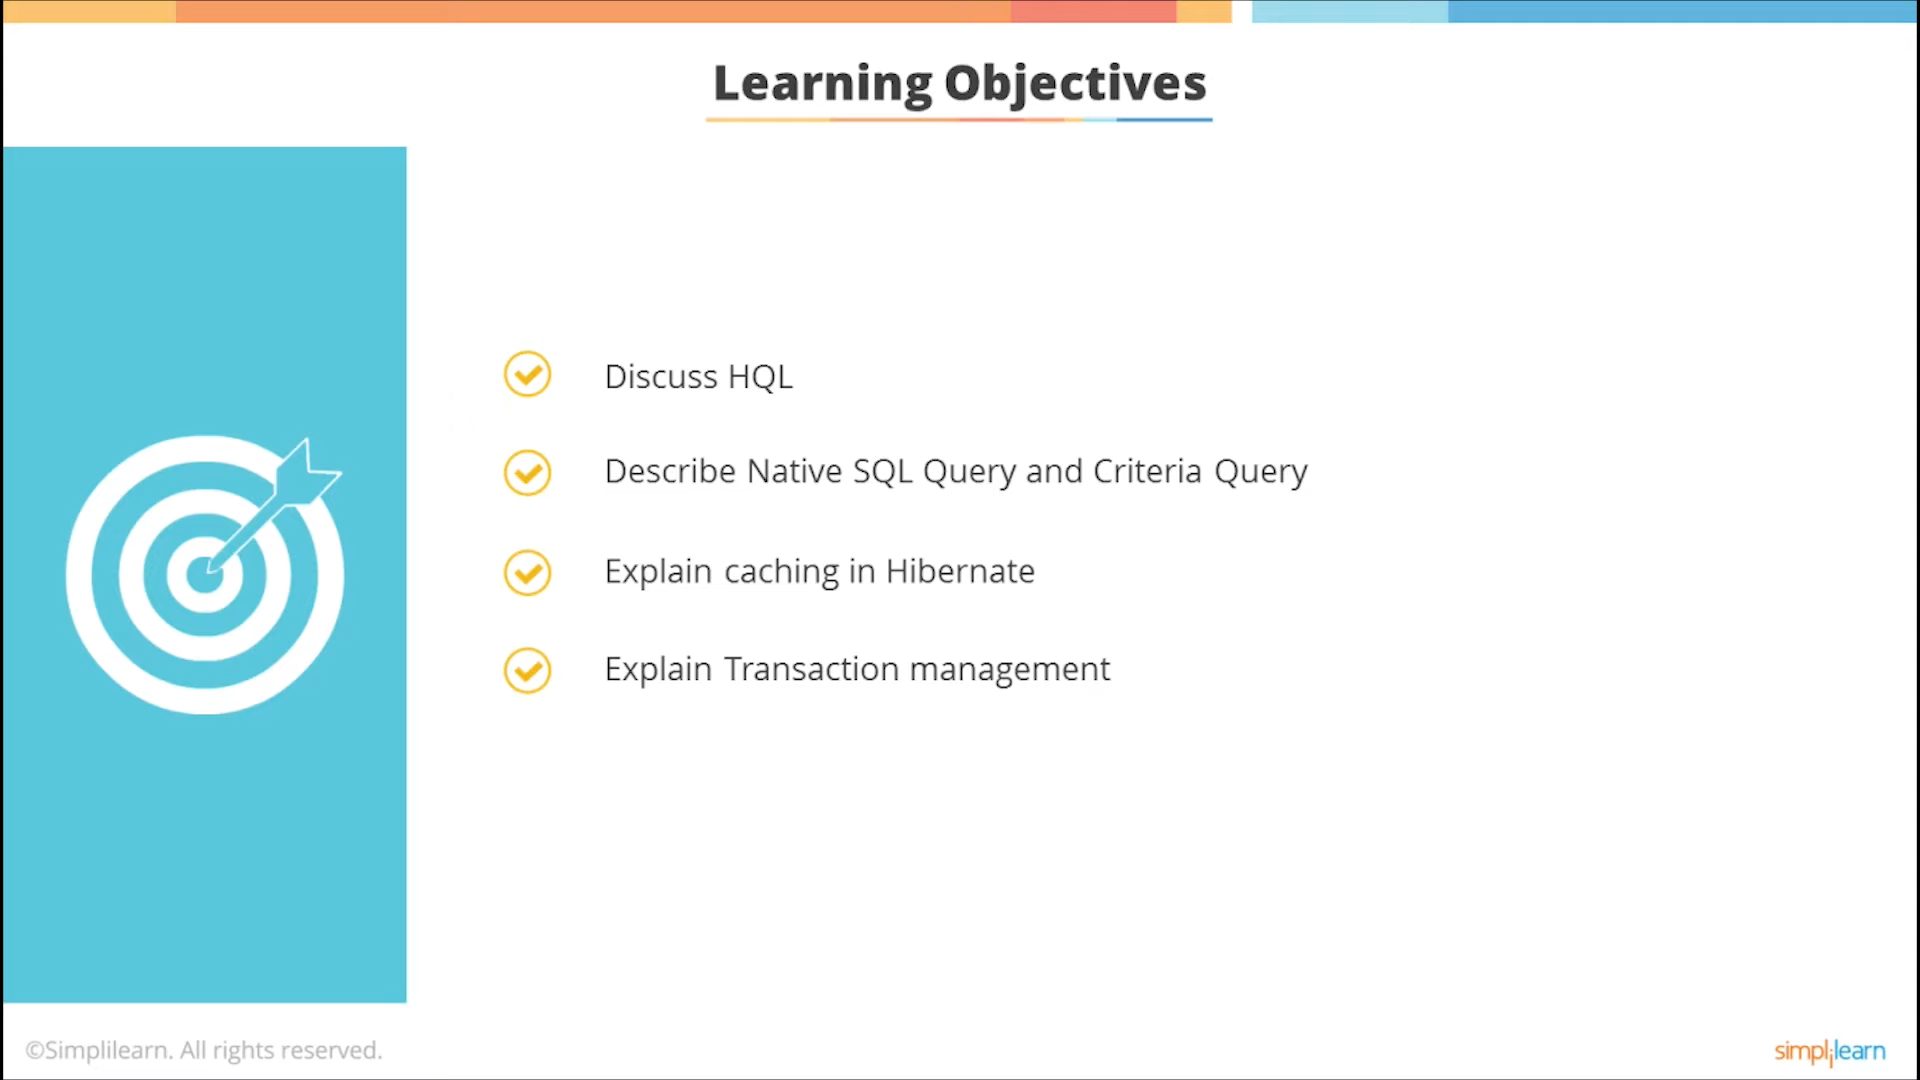 Learning Objectives
Discuss HQL
Describe Native SQL Query and Criteria Query
Explain caching in Hibernate
Explain Transaction management
©Simplilearn. All rights reserved.
simplilearn